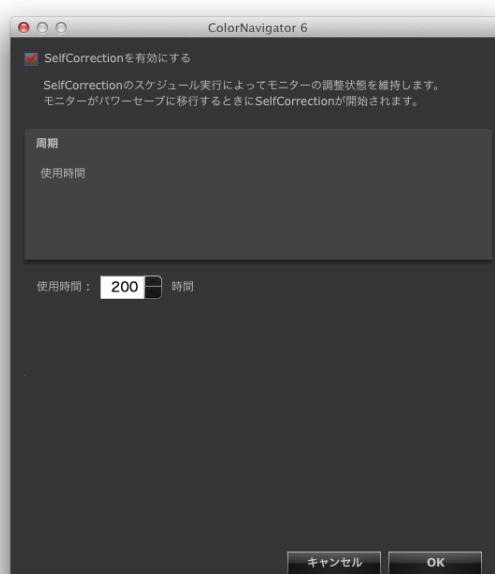 ColorNavigator 6
SelfCorrectionを有効にする
SelfCorrectionのスケジュール実行によってモニターの調整状態を維持します。
モニターがパワーセーブに移行するときにSelfCorrectionが開始されます。
周期
使用時間
使用時間： 200 時間
キャンセル OK